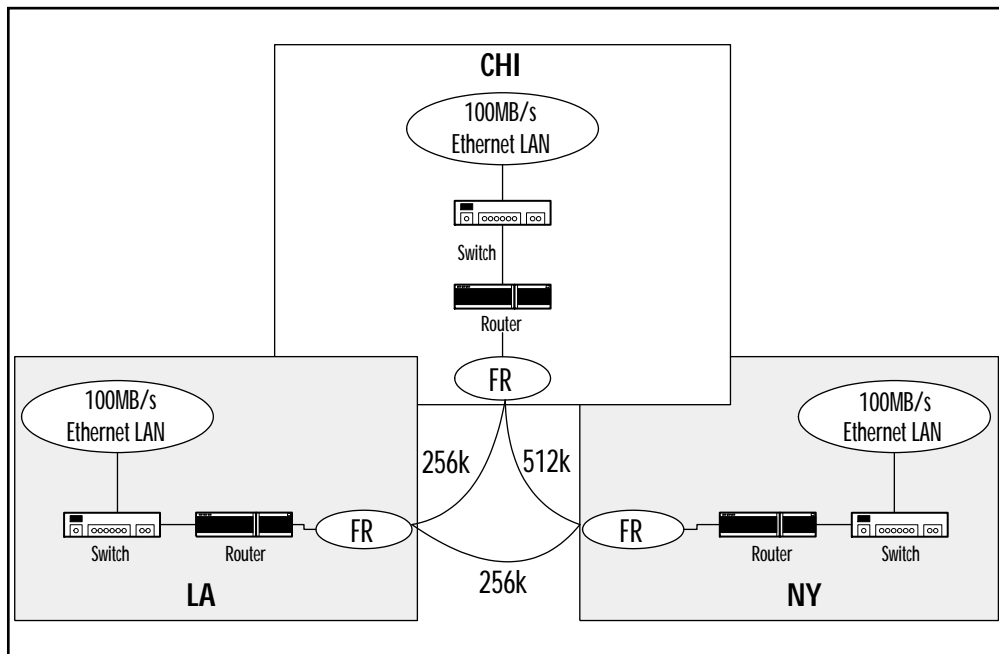 CHI
100MB/s
Ethernet LAN
Switch
Router
FR
100MB/s
Ethernet LAN
Switch
Router
FR
LA
256k
512k
256k
100MB/s
Ethernet LAN
FR
Router
Switch
NY